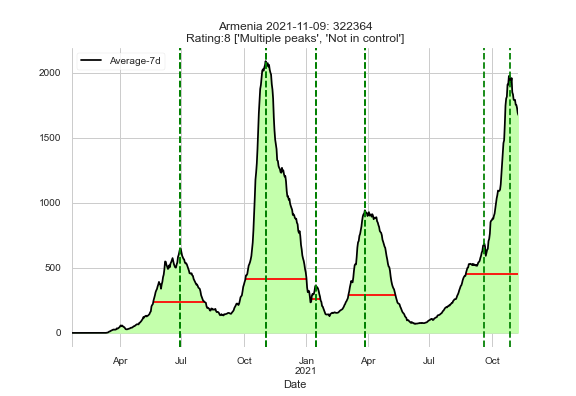 Armenia 2021-11-09: 322364
Rating:8 ['Multiple peaks', 'Not in control']
Average-7d
2000
1500
1000
500
0
Apr Jul Oct Jan Apr Jul Oct
2021
Date